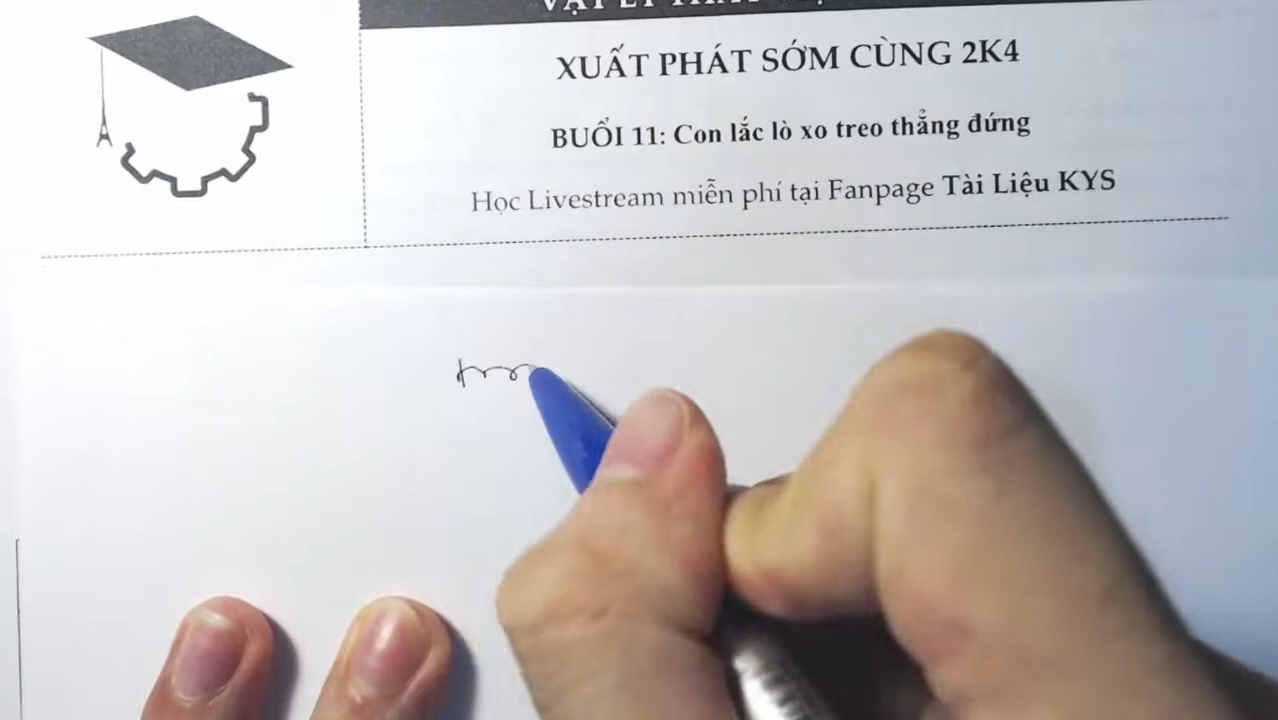 XUẤT PHÁT SỚM CÙNG 2K4
BUỔI 11: Con lắc lò xo treo thẳng đứng
Học Livestream miễn phí tại Fanpage Tài Liệu KYS